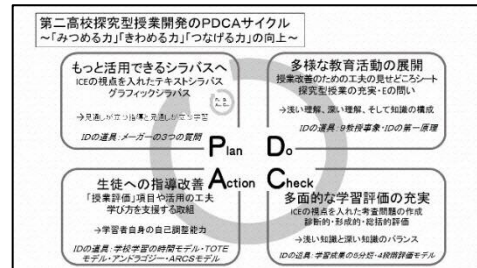 第二高校探究型授業開発のPDCAサイクル
～「みつめる力」「きわめる力」「つなげる力」の向上～
もっと活用できるシラバスへ
ICEの視点を入れたテキストシラバス
グラフィックシラバス
→見通しが立つ指導と見通しが立つ学習
IDの道具:メーガーの3つの質問
多様な教育活動の展開
授業改善のための工夫の見せどころシート
探究型授業の充実・Eの問い
→浅い理解、深い理解、そして知識の構成
IDの道具:9教授事象・IDの第一原理
Plan
Do
Action
Check
生徒への指導改善
「授業評価」項目や活用の工夫
学び方を支援する取組
→学習者自身の自己調整能力
IDの道具:学校学習の時間モデル・TOTE
モデル・アンドラゴジー・ARCSモデル
多面的な学習評価の充実
ICEの視点を入れた考査問題の作成
診断的・形成的・総括的評価
→浅い知識と深い知識のバランス
IDの道具:学習成果の5分類・4段階評価モデル